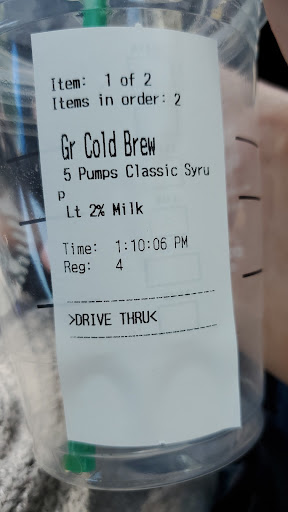 Item: 1 of 2
Items in order: 2
Gr Cold Brew
5 Pumps Classic Syru
p
Lt 2% Milk
Time: 1:10:06 PM
Reg: 4
>DRIVE THRU<